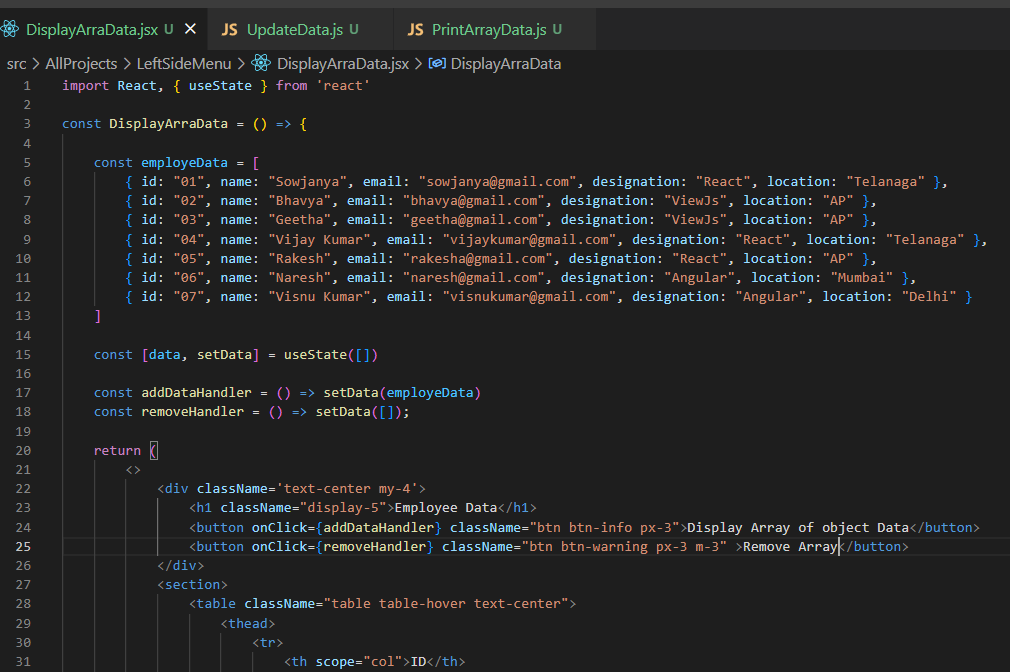 DisplayArraData.jsx U ✕ JS UpdateData.js U JS PrintArrayData.js U
src > AllProjects > LeftSideMenu > DisplayArraData.jsx > DisplayArraData
1 import React, { useState } from 'react'
2
3 const DisplayArraData = () => {
4
5 const employeData = [
6 { id: "01", name: "Sowjanya", email: "sowjanya@gmail.com", designation: "React", location: "Telanaga" },
7 { id: "02", name: "Bhavya", email: "bhavya@gmail.com", designation: "ViewJs", location: "AP" },
8 { id: "03", name: "Geetha", email: "geetha@gmail.com", designation: "ViewJs", location: "AP" },
9 { id: "04", name: "Vijay Kumar", email: "vijaykumar@gmail.com", designation: "React", location: "Telanaga" },
10 { id: "05", name: "Rakesh", email: "rakesha@gmail.com", designation: "React", location: "AP" },
11 { id: "06", name: "Naresh", email: "naresh@gmail.com", designation: "Angular", location: "Mumbai" },
12 { id: "07", name: "Visnu Kumar", email: "visnukumar@gmail.com", designation: "Angular", location: "Delhi" }
13 ]
14
15 const [data, setData] = useState([])
16
17 const addDataHandler = () => setData(employeData)
18 const removeHandler = () => setData([]);
19
20 return (
21 <>
22 <div className='text-center my-4'>
23 <h1 className="display-5">Employee Data</h1>
24 <button onClick={addDataHandler} className="btn btn-info px-3">Display Array of object Data</button>
25 <button onClick={removeHandler} className="btn btn-warning px-3 m-3" >Remove Array</button>
26 </div>
27 <section>
28 <table className="table table-hover text-center">
29 <thead>
30 <tr>
31 <th scope="col">ID</th>